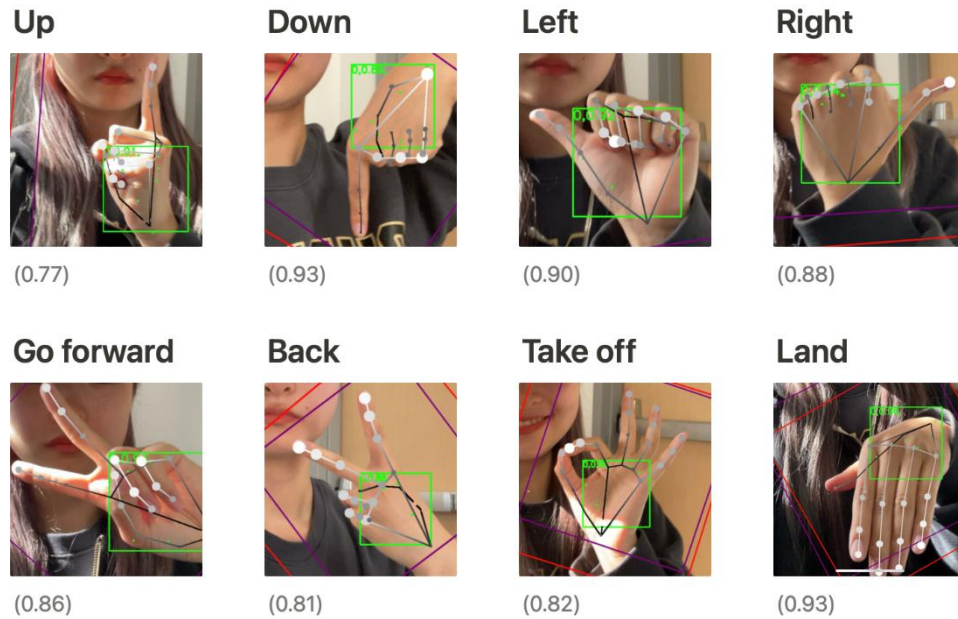 Up Down Left Right
(0.77) (0.93) (0.90) (0.88)
Go forward Back Take off Land
(0.86) (0.81) (0.82) (0.93)